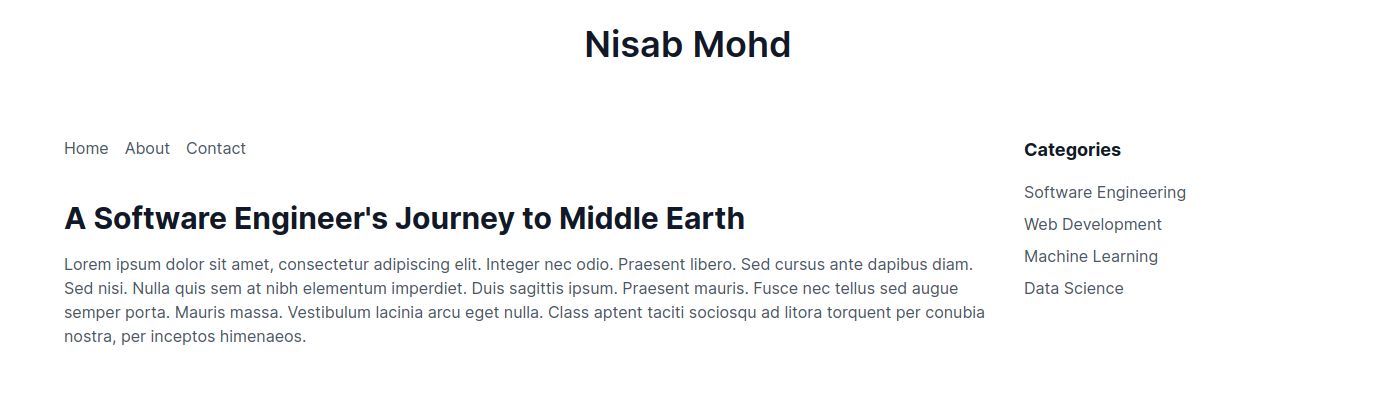 Nisab Mohd
Home About Contact
A Software Engineer's Journey to Middle Earth
Lorem ipsum dolor sit amet, consectetur adipiscing elit. Integer nec odio. Praesent libero. Sed cursus ante dapibus diam.
Sed nisi. Nulla quis sem at nibh elementum imperdiet. Duis sagittis ipsum. Praesent mauris. Fusce nec tellus sed augue
semper porta. Mauris massa. Vestibulum lacinia arcu eget nulla. Class aptent taciti sociosqu ad litora torquent per conubia
nostra, per inceptos himenaeos.
Categories
Software Engineering
Web Development
Machine Learning
Data Science